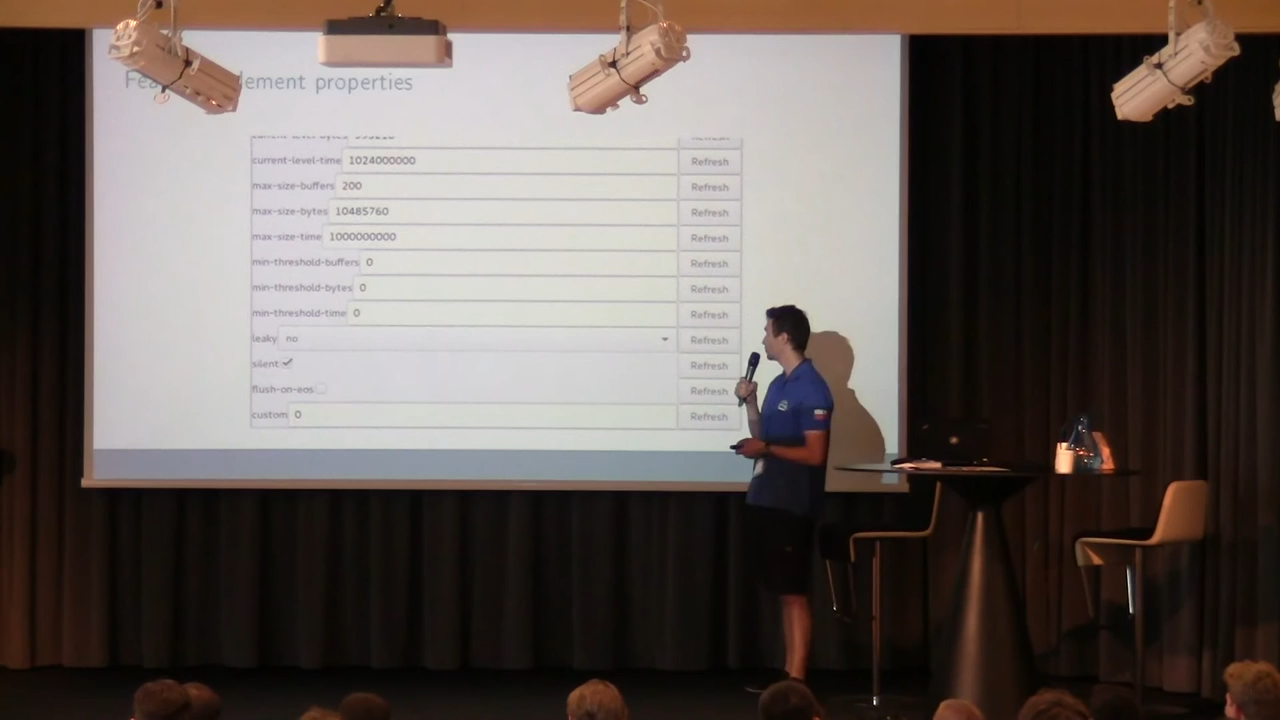 properties
Refresh
current-level-time 1024000000 Refresh
max-size-buffers 200 Refresh
max-size-bytes 10485760 Refresh
max-size-time 1000000000 Refresh
min-threshold-buffers 0 Refresh
min-threshold-bytes 0 Refresh
min-threshold-time 0 Refresh
leaky no Refresh
silent Refresh
flush-on-eos Refresh
custom 0 Refresh